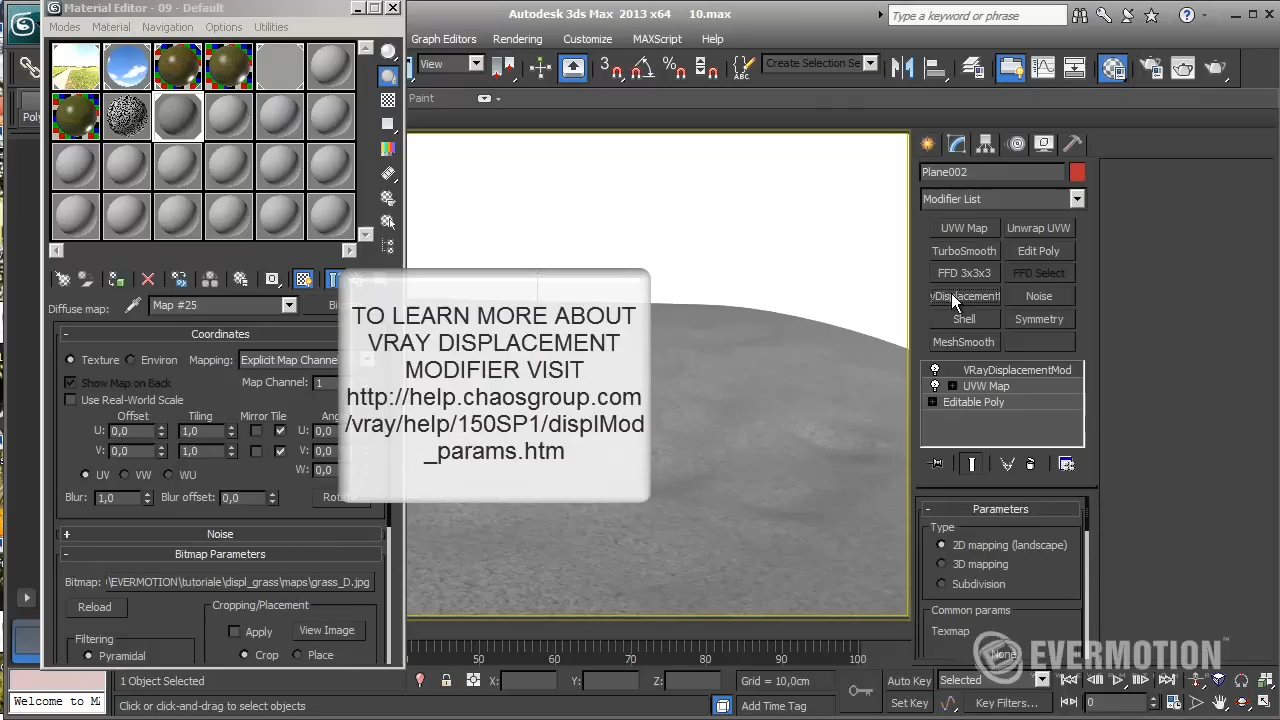 Material Editor - 09 - Default
Autodesk 3ds Max 2013 x64 10.max
Type a keyword or phrase
Modes Material Navigation Options Utilities
Graph Editors Rendering Customize MAXScript Help
View
Create Selection Se
Paint
Poly
Plane002
Modifier List
UVW Map Unwrap UVW
TurboSmooth Edit Poly
FFD 3x3x3 FFD Select
Noise
Shell Symmetry
MeshSmooth
VRayDisplacementMod
UVW Map
Editable Poly
Diffuse map: Map #25
Coordinates
Texture Environ Mapping: Explicit Map Channel
Show Map on Back Map Channel: 1
Use Real-World Scale
Offset Tiling Mirror Tile
U: 0,0 1,0 U: 0,0
V: 0,0 1,0 V: 0,0
W: 0,0
UV VW WU
Blur: 1,0 Blur offset: 0,0
Noise
Bitmap Parameters
Bitmap: \EVERMOTION\tutoriale\displ_grass\maps\grass_D.jpg
Reload
Cropping/Placement
Apply View Image
Filtering
Pyramidal
Crop Place
TO LEARN MORE ABOUT
VRAY DISPLACEMENT
MODIFIER VISIT
http://help.chaosgroup.com
/vray/help/150SP1/displMod
_params.htm
Parameters
Type
2D mapping (landscape)
3D mapping
Subdivision
Common params
Texmap
None
EVERMOTION™
50 60 70 80 90 100
1 Object Selected
X: Y: Z: Grid = 10,0cm
Auto Key Selected
Welcome to M
Click or click-and-drag to select objects
Add Time Tag
Set Key Key Filters... 0